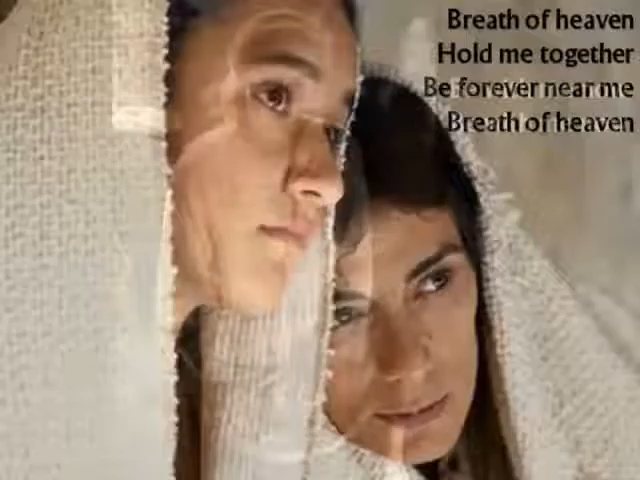 Breath of heaven
Hold me together
Be forever near me
Breath of heaven